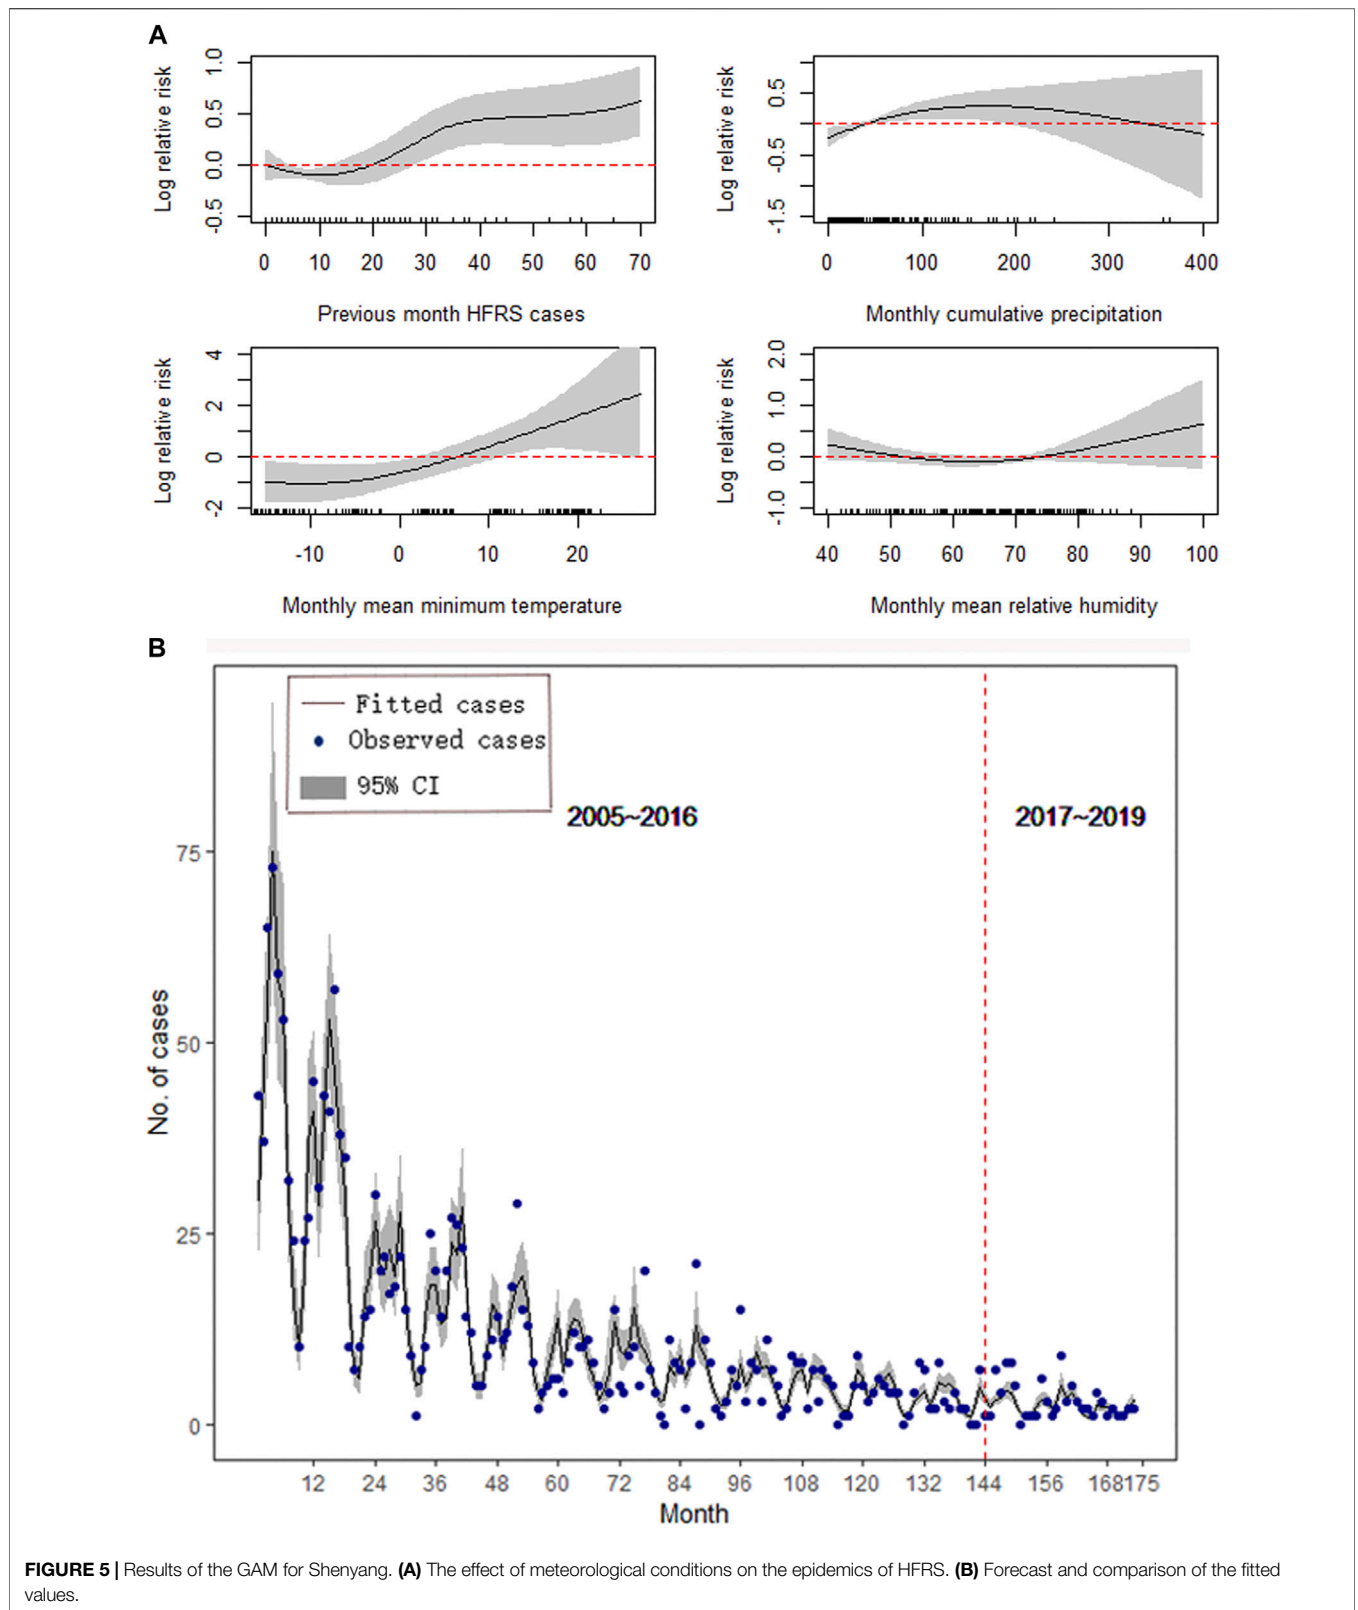 A
Log relative risk
-0.5 0.0 0.5 1.0
0 10 20 30 40 50 60 70
Previous month HFRS cases
Log relative risk
-1.5 -0.5 0.5
0 100 200 300 400
Monthly cumulative precipitation
Log relative risk
-2 0 2 4
-10 0 10 20
Monthly mean minimum temperature
Log relative risk
-1.0 0.0 1.0 2.0
40 50 60 70 80 90 100
Monthly mean relative humidity
B
Fitted cases
Observed cases
95% CI
2005~2016
2017~2019
No. of cases
75
50
25
0
12 24 36 48 60 72 84 96 108 120 132 144 156 168 175
Month
FIGURE 5 | Results of the GAM for Shenyang. (A) The effect of meteorological conditions on the epidemics of HFRS. (B) Forecast and comparison of the fitted
values.